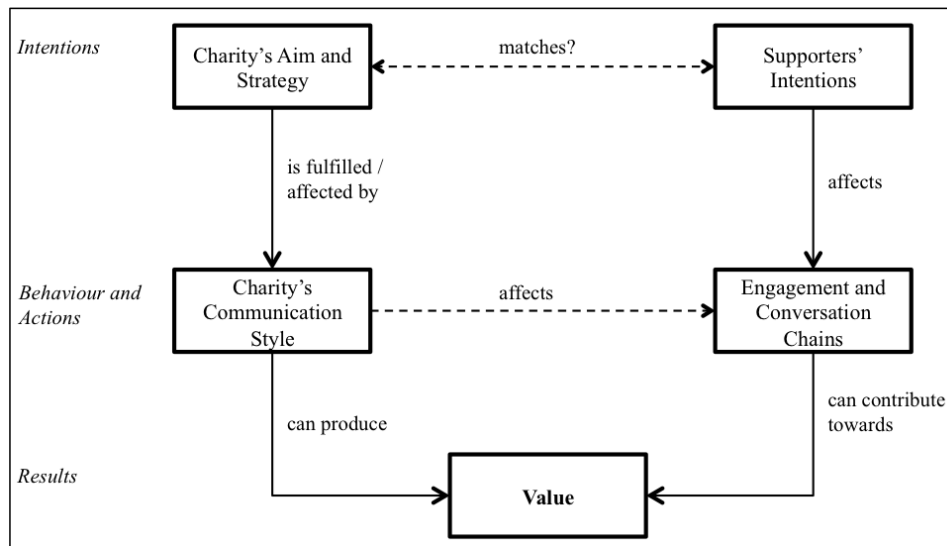 Intentions
Charity's Aim and
Strategy
matches?
Supporters'
Intentions
is fulfilled /
affected by
affects
Behaviour and
Actions
Charity's
Communication
Style
affects
Engagement and
Conversation
Chains
can produce
can contribute
towards
Results
Value